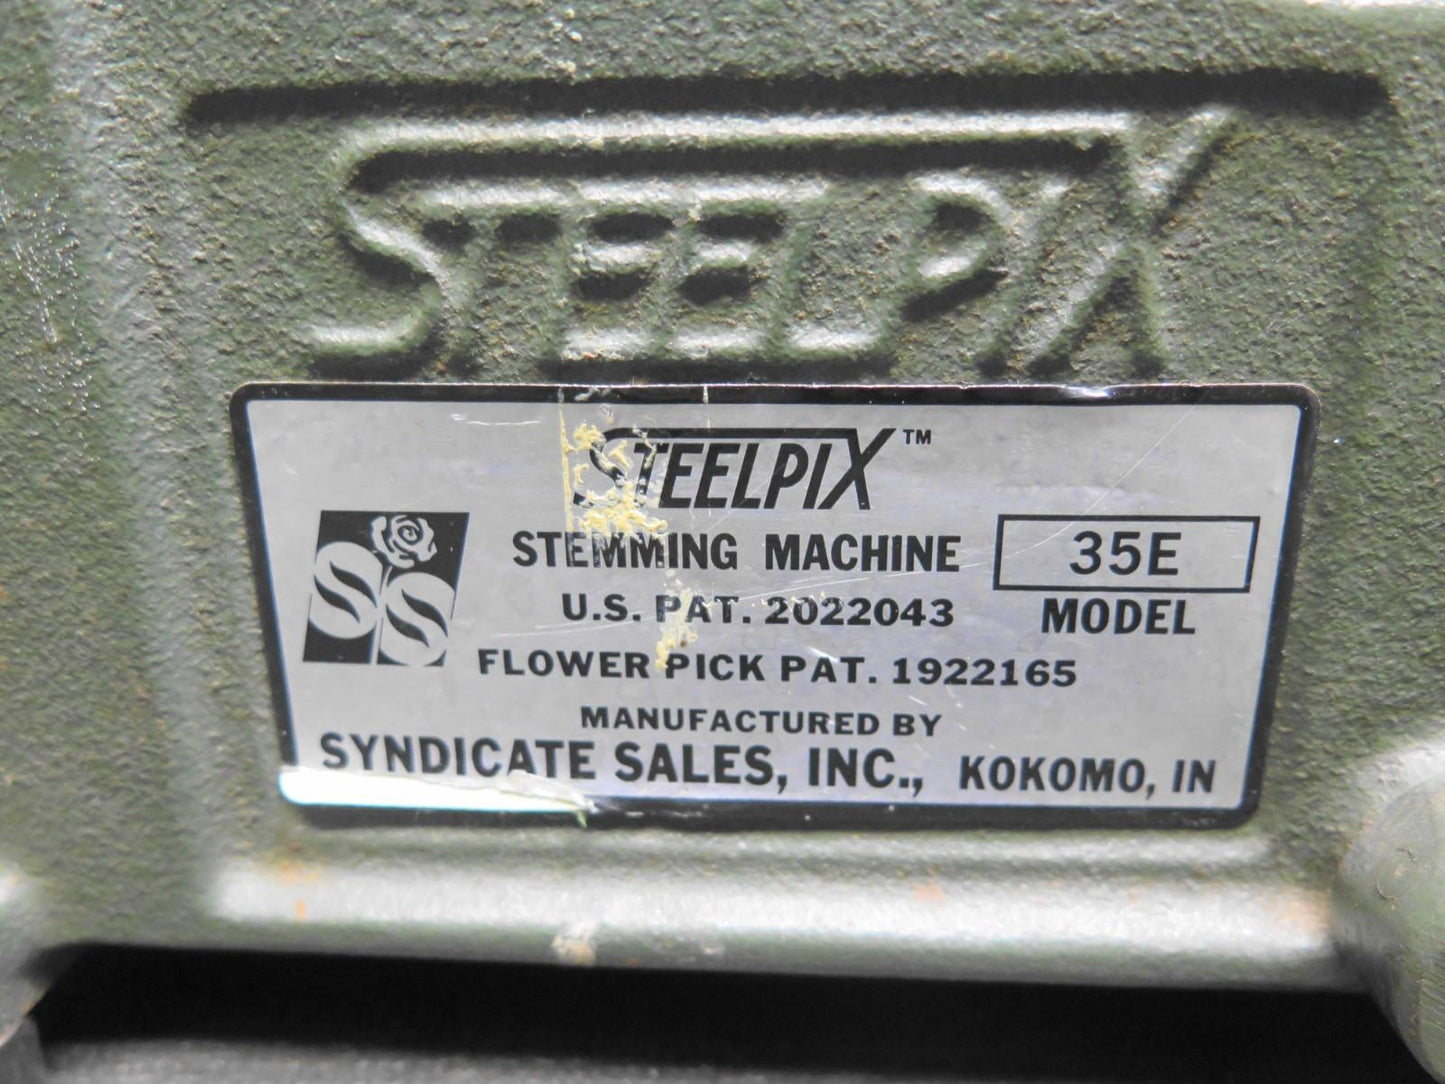 STEELPIX
STEELPIX™
STEMMING MACHINE 35E
U.S. PAT. 2022043 MODEL
FLOWER PICK PAT. 1922165
MANUFACTURED BY
SYNDICATE SALES, INC., KOKOMO, IN
SS